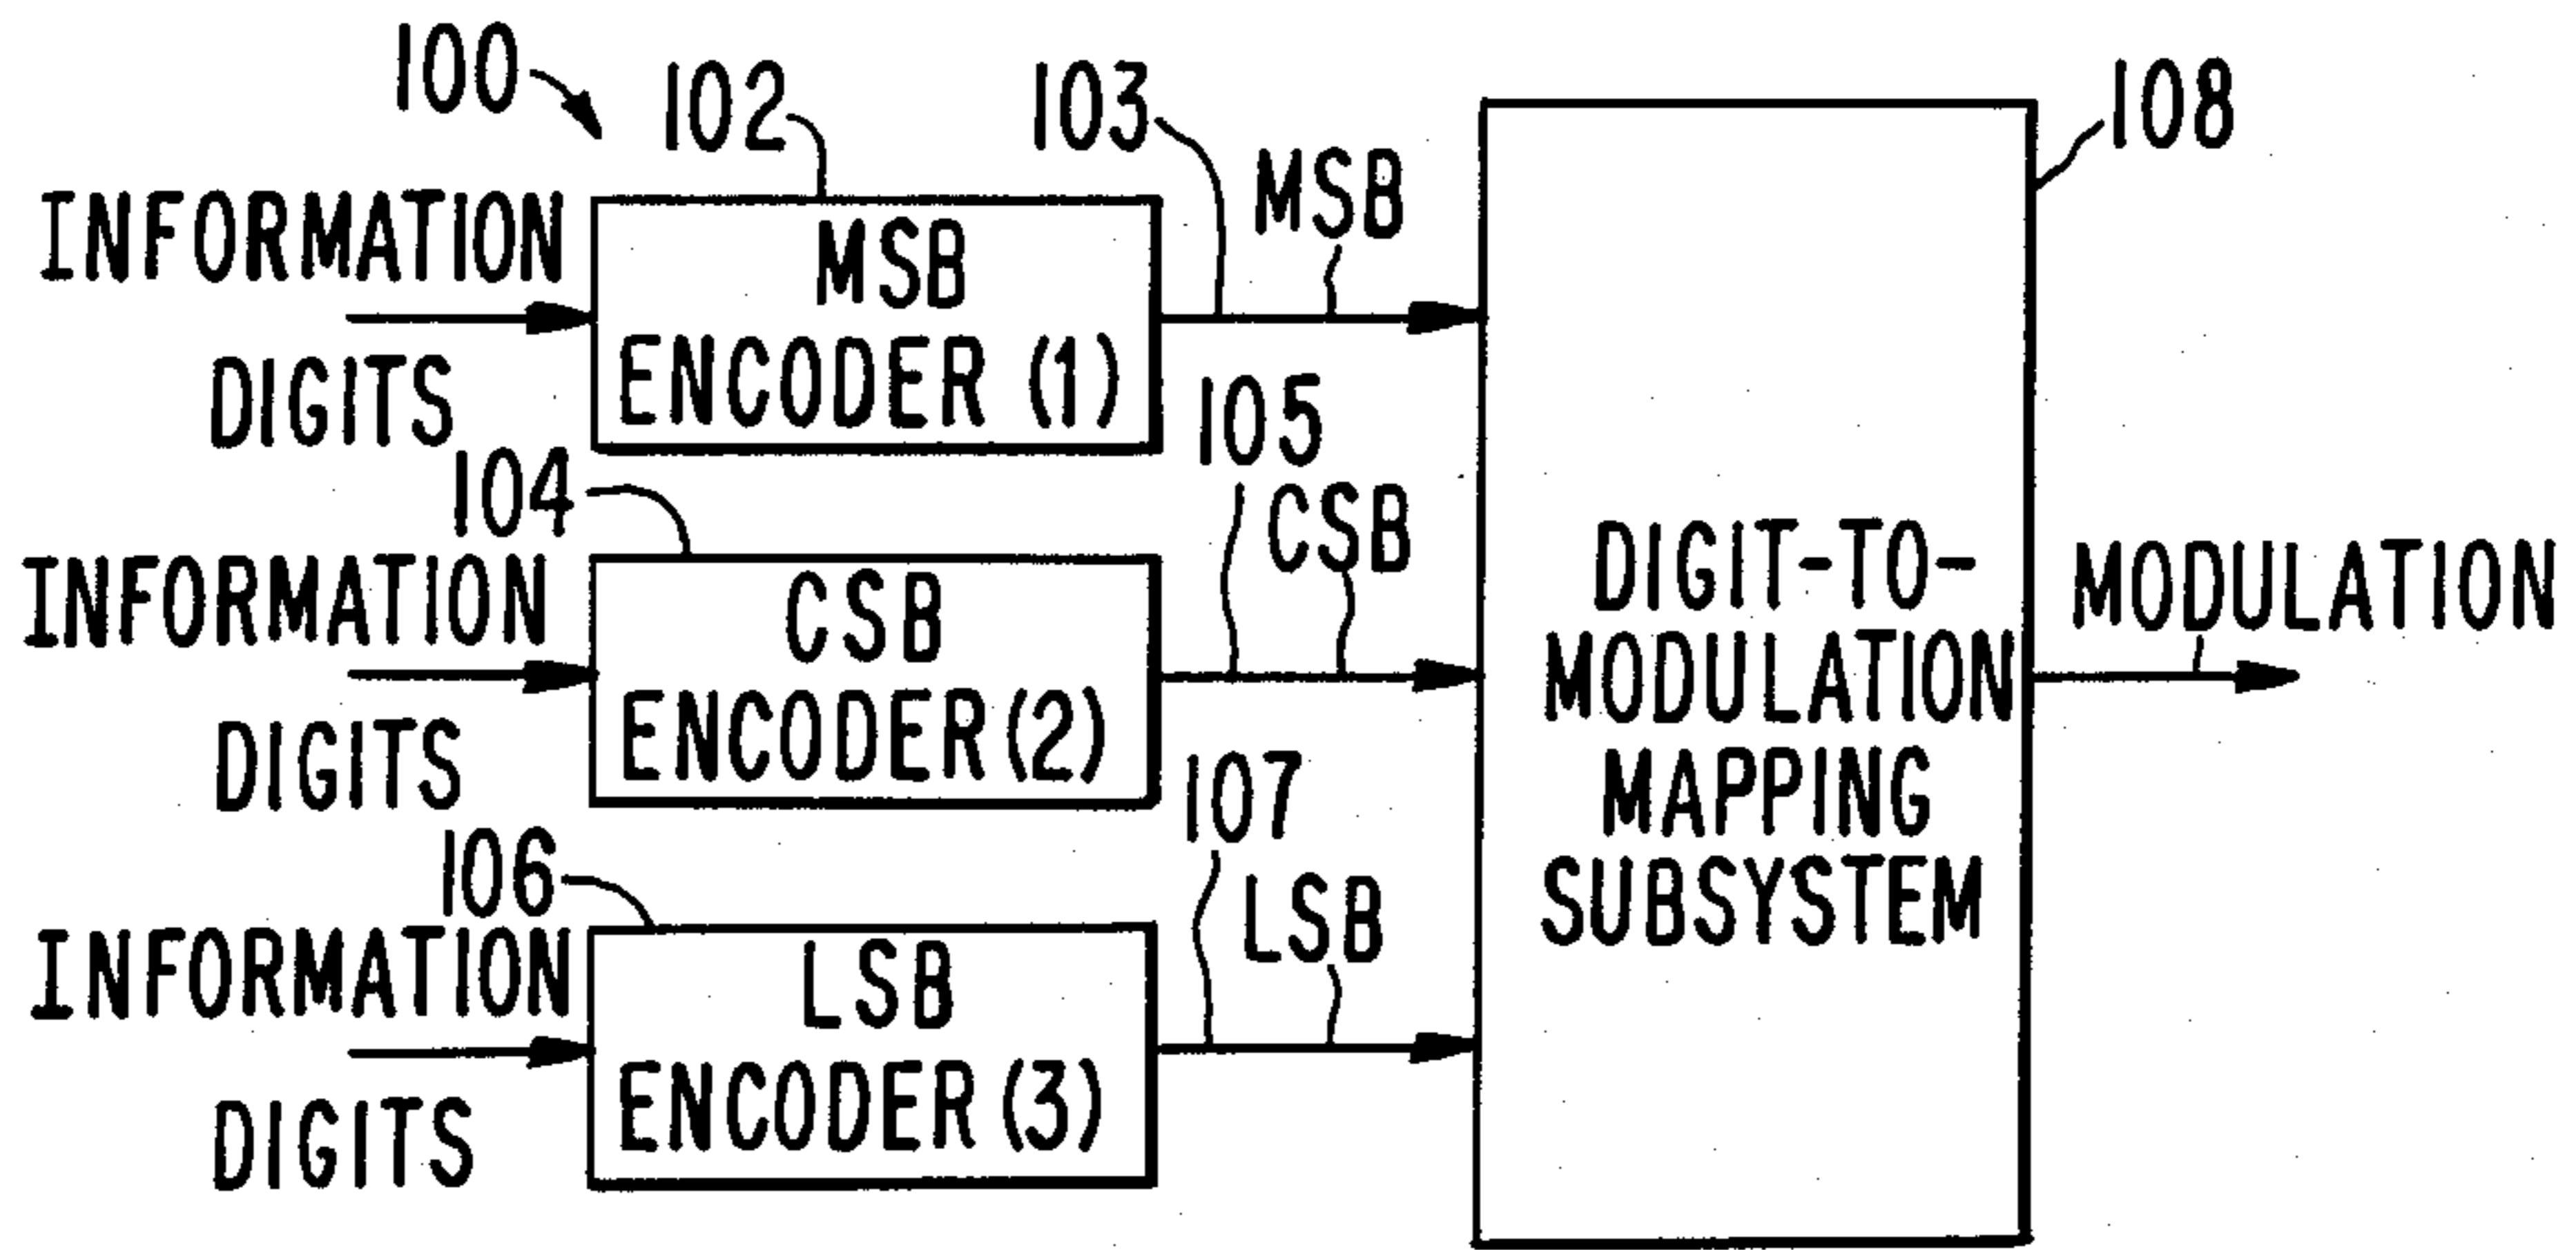 100
102
103
108
INFORMATION
DIGITS
MSB
ENCODER (1)
MSB
104
105
INFORMATION
DIGITS
CSB
ENCODER (2)
CSB
106
107
INFORMATION
DIGITS
LSB
ENCODER (3)
LSB
DIGIT-TO-
MODULATION
MAPPING
SUBSYSTEM
MODULATION